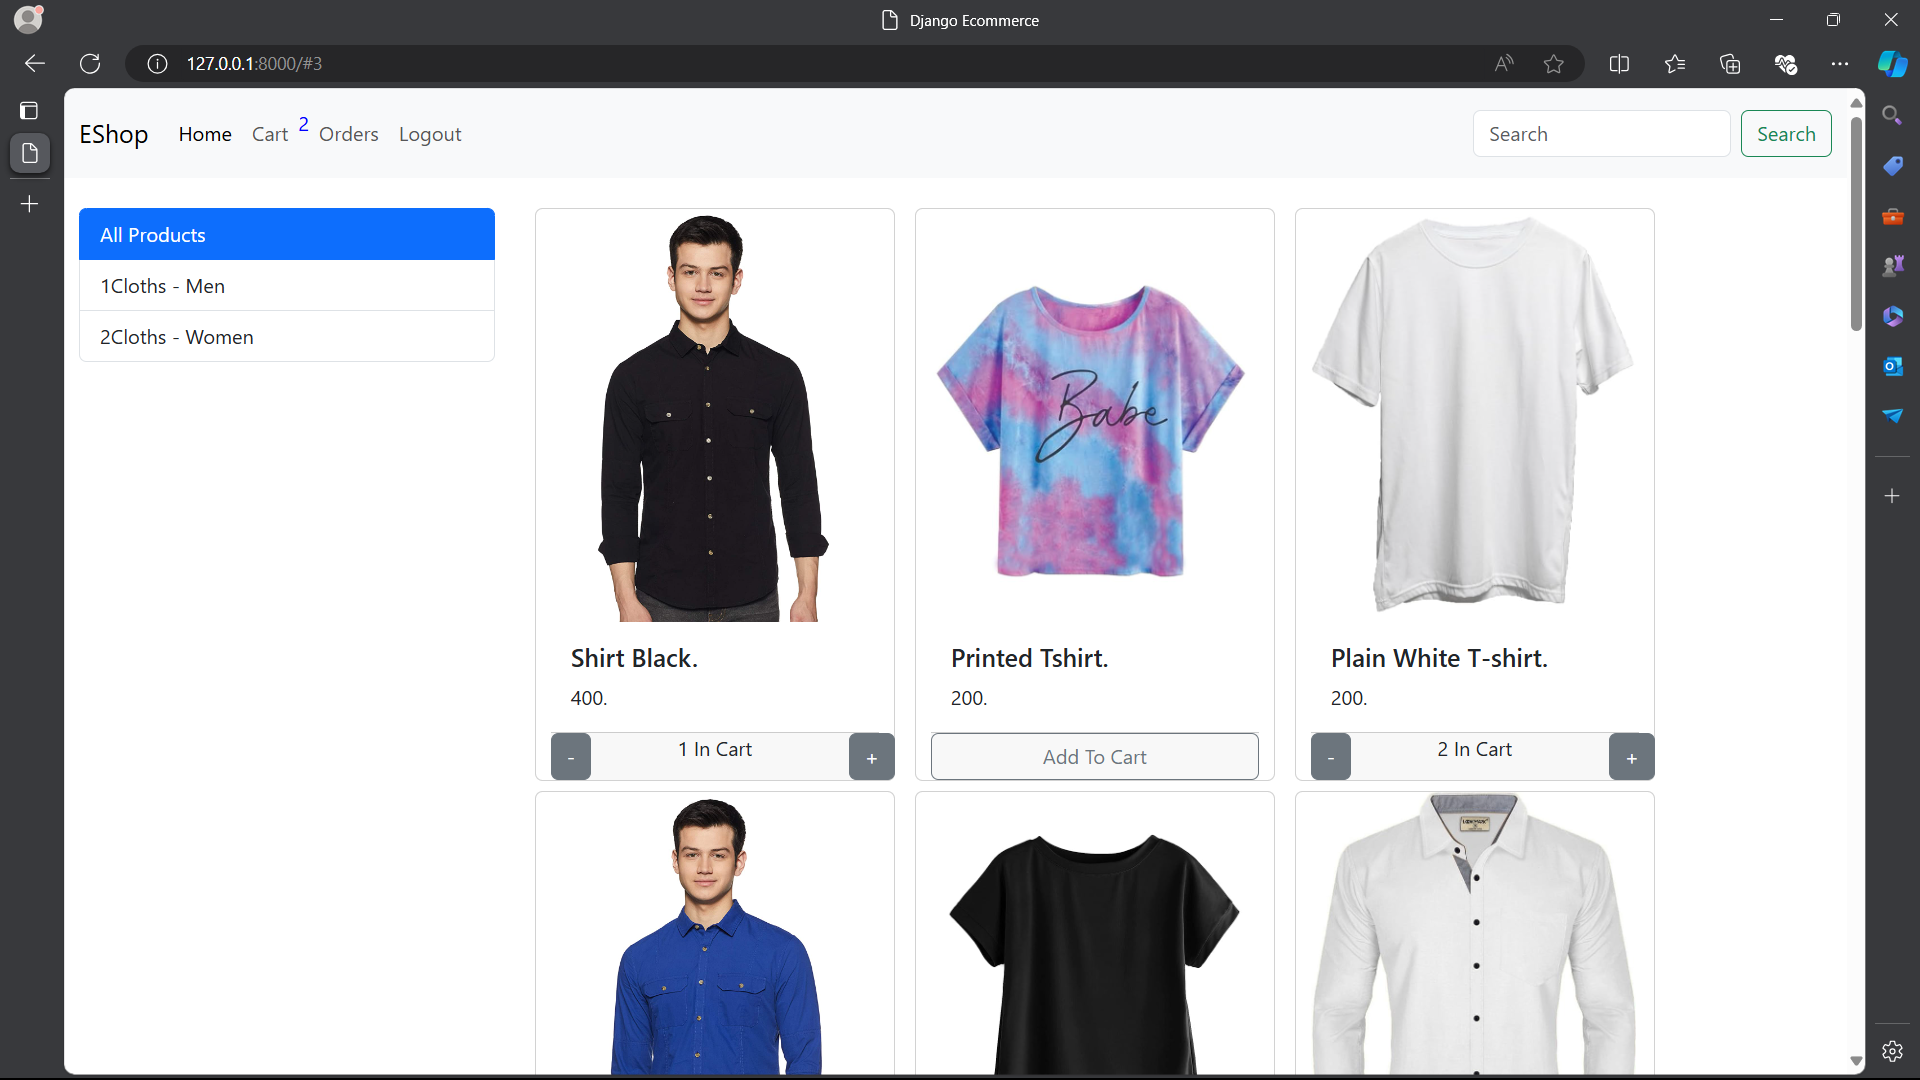 Django Ecommerce
127.0.0.1:8000/#3
EShop Home Cart 2 Orders Logout Search Search
All Products
1Cloths - Men
2Cloths - Women
Babe
Shirt Black. Printed Tshirt. Plain White T-shirt.
400. 200. 200.
- 1 In Cart + Add To Cart - 2 In Cart +